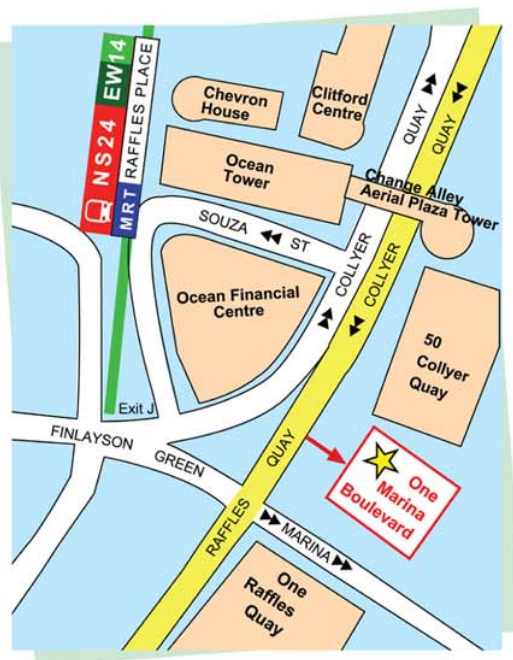 EW14
NS24
MRT RAFFLES PLACE
Chevron
House
Clitford
Centre
QUAY
QUAY
Ocean
Tower
Change Alley
Aerial Plaza Tower
SOUZA ST
COLLYER
COLLYER
Ocean Financial
Centre
50
Collyer
Quay
Exit J
FINLAYSON GREEN
QUAY
One
Marina
Boulevard
RAFFLES
MARINA
One
Raffles
Quay